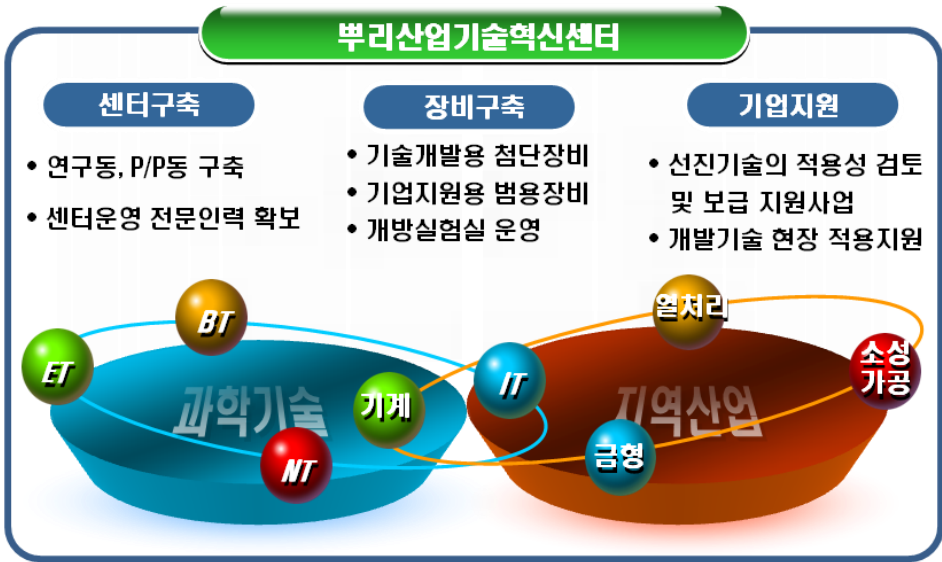 뿌리산업기술혁신센터
센터구축
• 연구동, P/P동 구축
• 센터운영 전문인력 확보
장비구축
• 기술개발용 첨단장비
• 기업지원용 범용장비
• 개방실험실 운영
기업지원
• 선진기술의 적용성 검토
및 보급 지원사업
• 개발기술 현장 적용지원
BT
ET
IT
NT
과학기술
기계
열처리
소성
가공
금형
지역산업